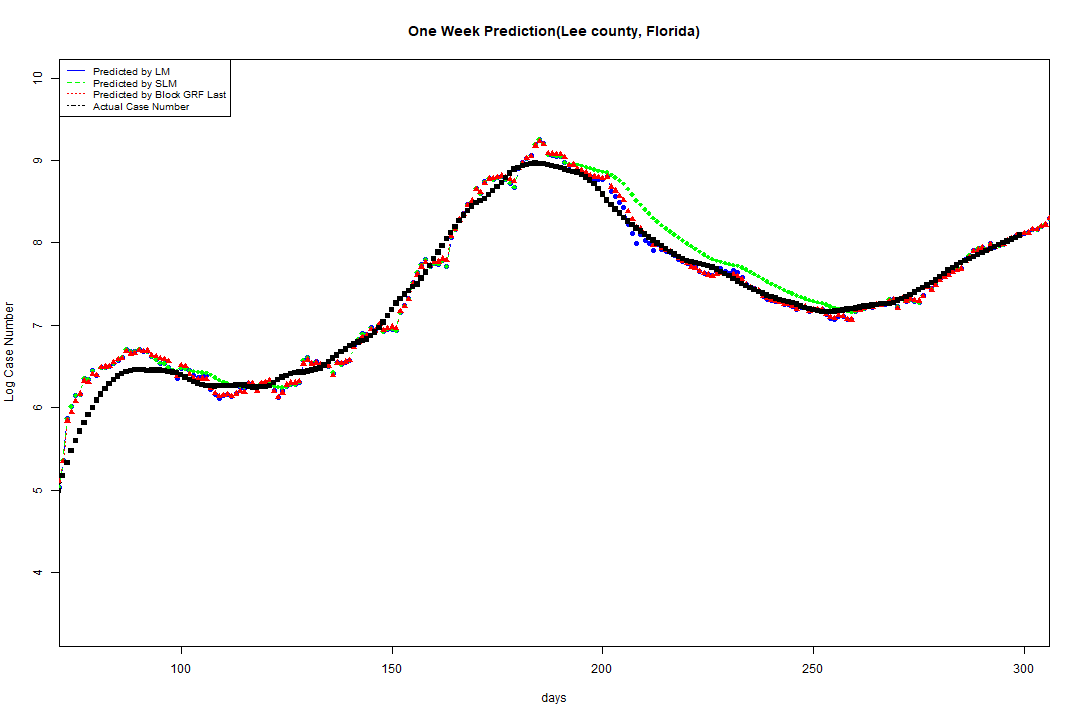 One Week Prediction(Lee county, Florida)
Predicted by LM
Predicted by SLM
Predicted by Block GRF Last
Actual Case Number
10
9
8
7
6
5
4
Log Case Number
100 150 200 250 300
days